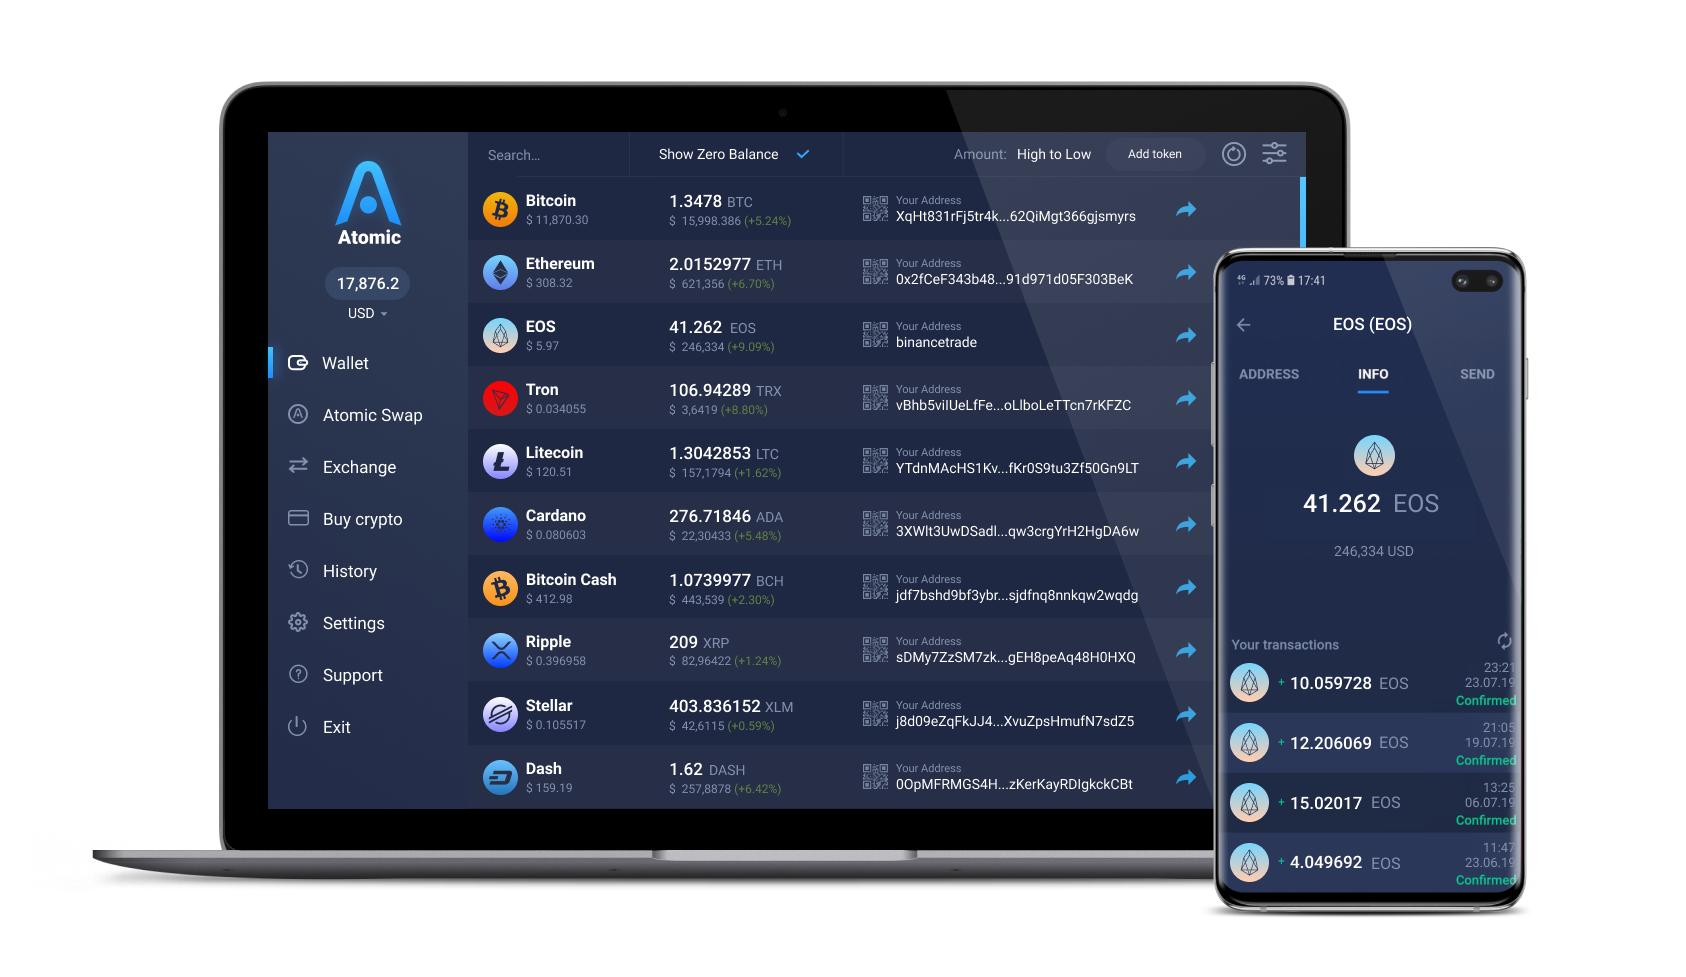 Search...
Show Zero Balance
Amount: High to Low
Add token
Atomic
17,876.2
USD
Wallet
Atomic Swap
Exchange
Buy crypto
History
Settings
Support
Exit
Bitcoin
$ 11,870.30
1.3478 BTC
$ 15,998.386 (+5.24%)
Your Address
XqHt831rFj5tr4k...62QiMgt366gjsmyrs
Ethereum
$ 308.32
2.0152977 ETH
$ 621,356 (+6.70%)
Your Address
0x2fCeF343b48...91d971d05F303BeK
EOS
$ 5.97
41.262 EOS
$ 246,334 (+9.09%)
Your Address
binancetrade
Tron
$ 0.034055
106.94289 TRX
$ 3,6419 (+8.80%)
Your Address
vBhb5viIUeLfFe...oLIboLeTTcn7rKFZC
Litecoin
$ 120.51
1.3042853 LTC
$ 157,1794 (+1.62%)
Your Address
YTdnMAcHS1Kv...fKr0S9tu3Zf50Gn9LT
Cardano
$ 0.080603
276.71846 ADA
$ 22,30433 (+5.48%)
Your Address
3XWlt3UwDSadl...qw3crgYrH2HgDA6w
Bitcoin Cash
$ 412.98
1.0739977 BCH
$ 443,539 (+2.30%)
Your Address
jdf7bshd9bf3ybr...sjdfnq8nnkqw2wqdg
Ripple
$ 0.396958
209 XRP
$ 82,96422 (+1.24%)
Your Address
sDMy7ZzSM7zk...gEH8peAq48H0HXQ
Stellar
$ 0.105517
403.836152 XLM
$ 42,6115 (+0.59%)
Your Address
j8d09eZqFkJJ4...XvuZpsHmufN7sdZ5
Dash
$ 159.19
1.62 DASH
$ 257,8878 (+6.42%)
Your Address
0OpMFRMGS4H...zKerKayRDIgkckCBt
4G 73% 17:41
EOS (EOS)
ADDRESS
INFO
SEND
41.262 EOS
246,334 USD
Your transactions
+ 10.059728 EOS
23:21
23.07.19
Confirmed
+ 12.206069 EOS
21:05
19.07.19
Confirmed
+ 15.02017 EOS
13:25
06.07.19
Confirmed
+ 4.049692 EOS
11:47
23.06.19
Confirmed